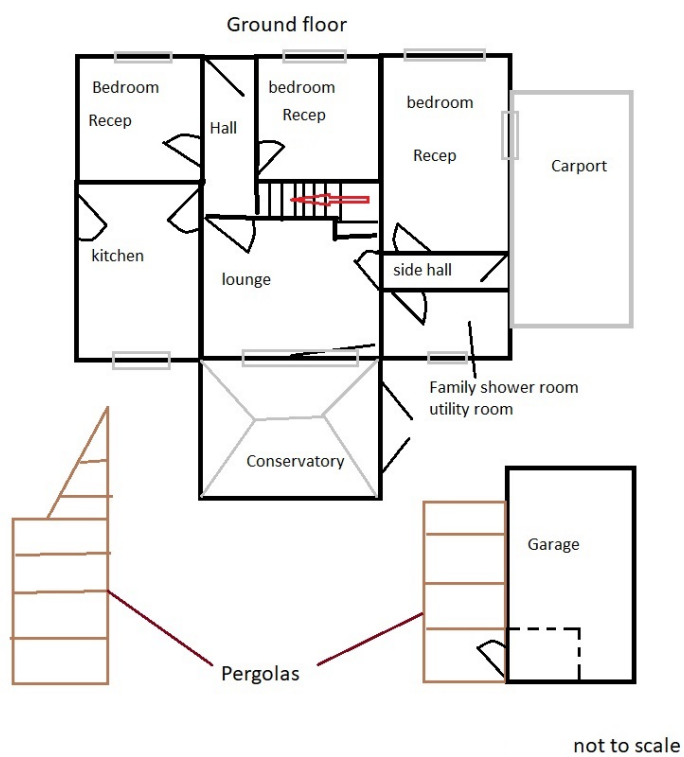 Ground floor
Bedroom
Recep
Hall
bedroom
Recep
bedroom
Recep
Carport
kitchen
lounge
side hall
Family shower room
utility room
Conservatory
Garage
Pergolas
not to scale